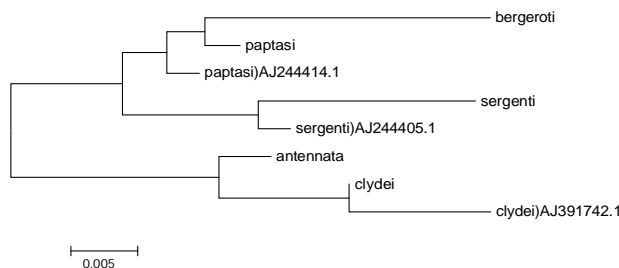 bergeroti
paptasi
paptasi)AJ244414.1
sergenti
sergenti)AJ244405.1
antennata
clydei
clydei)AJ391742.1
0.005